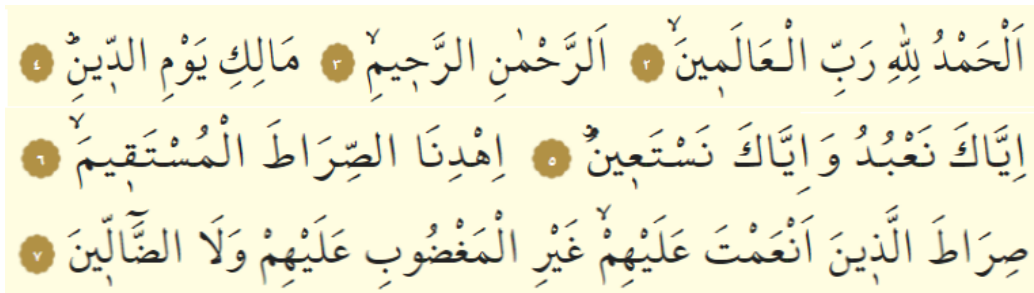 اَلْحَمْدُ لِلّٰهِ رَبِّ الْعَالَم۪ينَۙ ٢ اَلرَّحْمٰنِ الرَّح۪يمِۙ ٣ مَالِكِ يَوْمِ الدّ۪ينِۜ ٤
اِيَّاكَ نَعْبُدُ وَاِيَّاكَ نَسْتَع۪ينُۜ ٥ اِهْدِنَا الصِّرَاطَ الْمُسْتَق۪يمَۙ ٦
صِرَاطَ الَّذ۪ينَ اَنْعَمْتَ عَلَيْهِمْۙ غَيْرِ الْمَغْضُوبِ عَلَيْهِمْ وَلَا الضَّٓالّ۪ينَ ٧